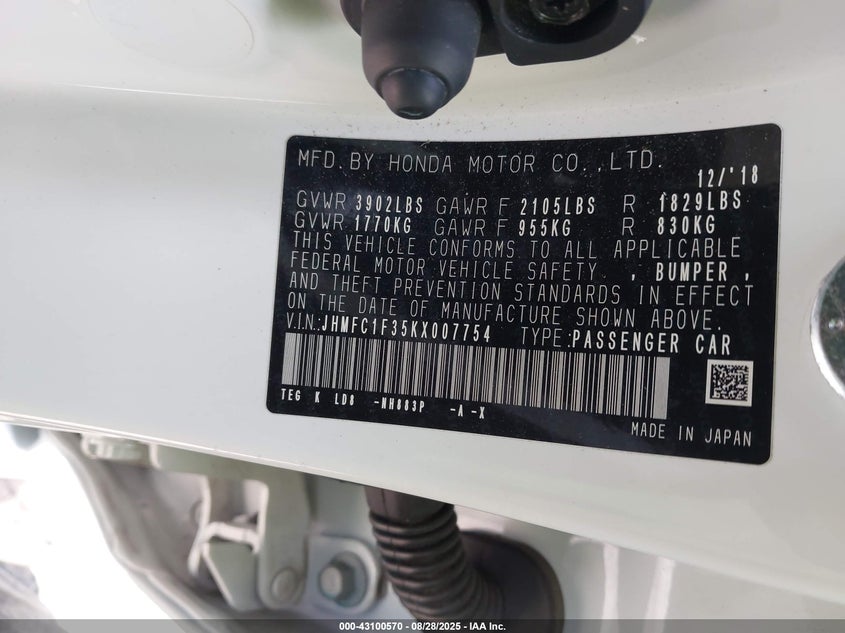 MFD. BY HONDA MOTOR CO.,LTD. 12/'18
GVWR 3902LBS GAWR F 2105LBS R 1829LBS
GVWR 1770KG GAWR F 955KG R 830KG
THIS VEHICLE CONFORMS TO ALL APPLICABLE
FEDERAL MOTOR VEHICLE SAFETY , BUMPER ,
AND THEFT PREVENTION STANDARDS IN EFFECT
ON THE DATE OF MANUFACTURE SHOWN ABOVE.
V.I.N:JHMFC1F35KX007754 TYPE:PASSENGER CAR
TEG K LD8 -NH883P -A -X
MADE IN JAPAN
000-43100570 - 08/28/2025 - IAA Inc.